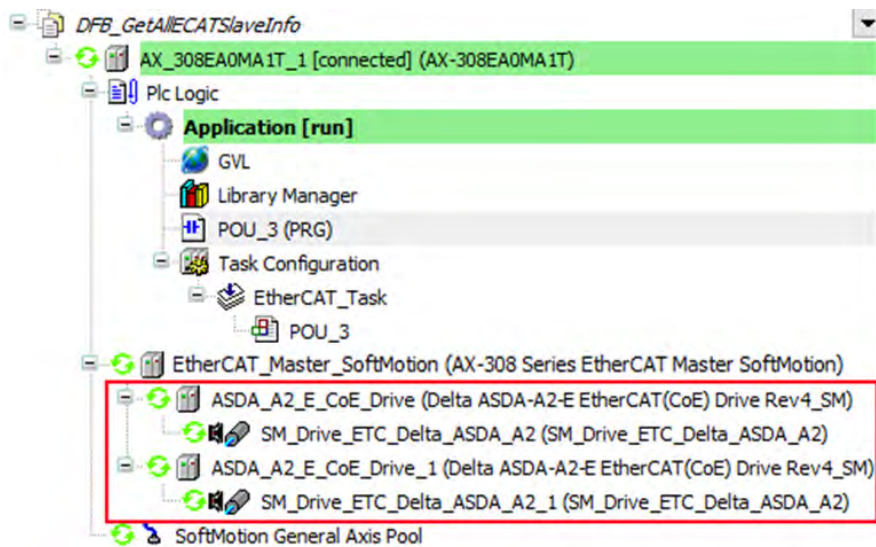 DFB_GetAllECATSlaveInfo
AX_308EA0MA1T_1 [connected] (AX-308EA0MA1T)
Plc Logic
Application [run]
GVL
Library Manager
POU_3 (PRG)
Task Configuration
EtherCAT_Task
POU_3
EtherCAT_Master_SoftMotion (AX-308 Series EtherCAT Master SoftMotion)
ASDA_A2_E_CoE_Drive (Delta ASDA-A2-E EtherCAT(CoE) Drive Rev4_SM)
SM_Drive_ETC_Delta_ASDA_A2 (SM_Drive_ETC_Delta_ASDA_A2)
ASDA_A2_E_CoE_Drive_1 (Delta ASDA-A2-E EtherCAT(CoE) Drive Rev4_SM)
SM_Drive_ETC_Delta_ASDA_A2_1 (SM_Drive_ETC_Delta_ASDA_A2)
SoftMotion General Axis Pool